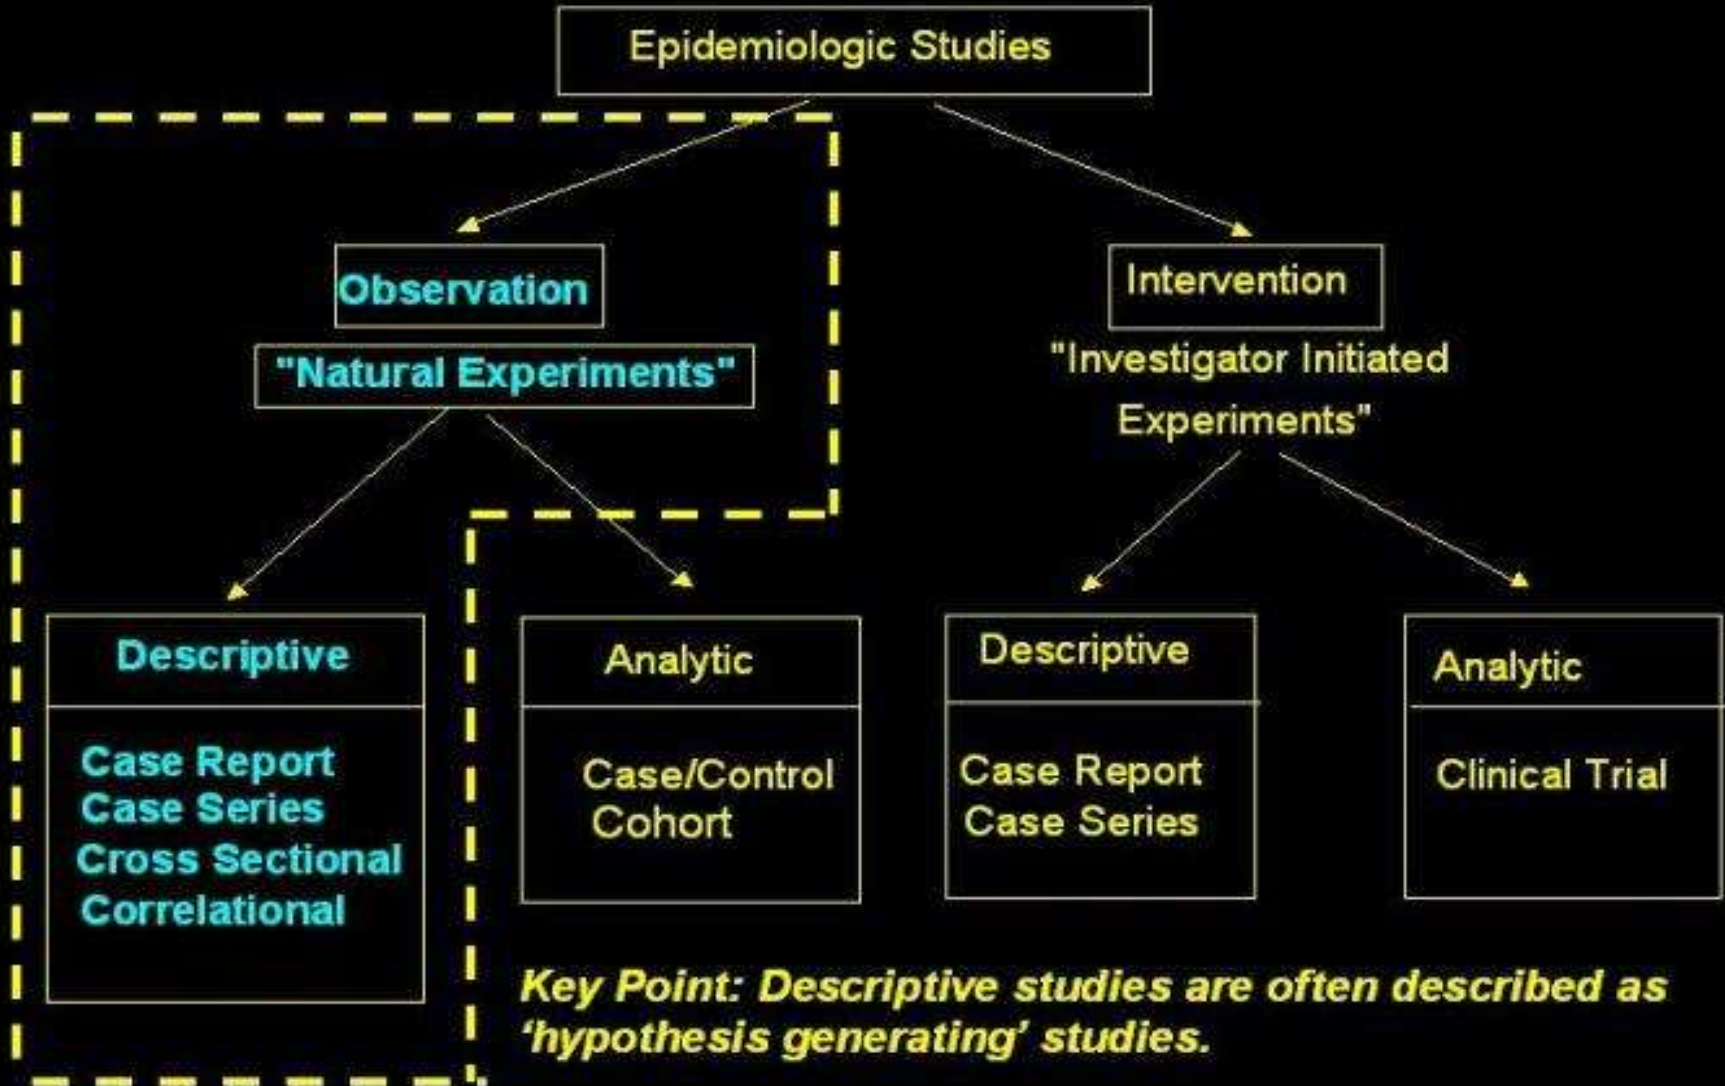 Epidemiologic Studies
Observation
"Natural Experiments"
Intervention
"Investigator Initiated
Experiments"
Descriptive
Case Report
Case Series
Cross Sectional
Correlational
Analytic
Case/Control
Cohort
Descriptive
Case Report
Case Series
Analytic
Clinical Trial
Key Point: Descriptive studies are often described as
‘hypothesis generating’ studies.